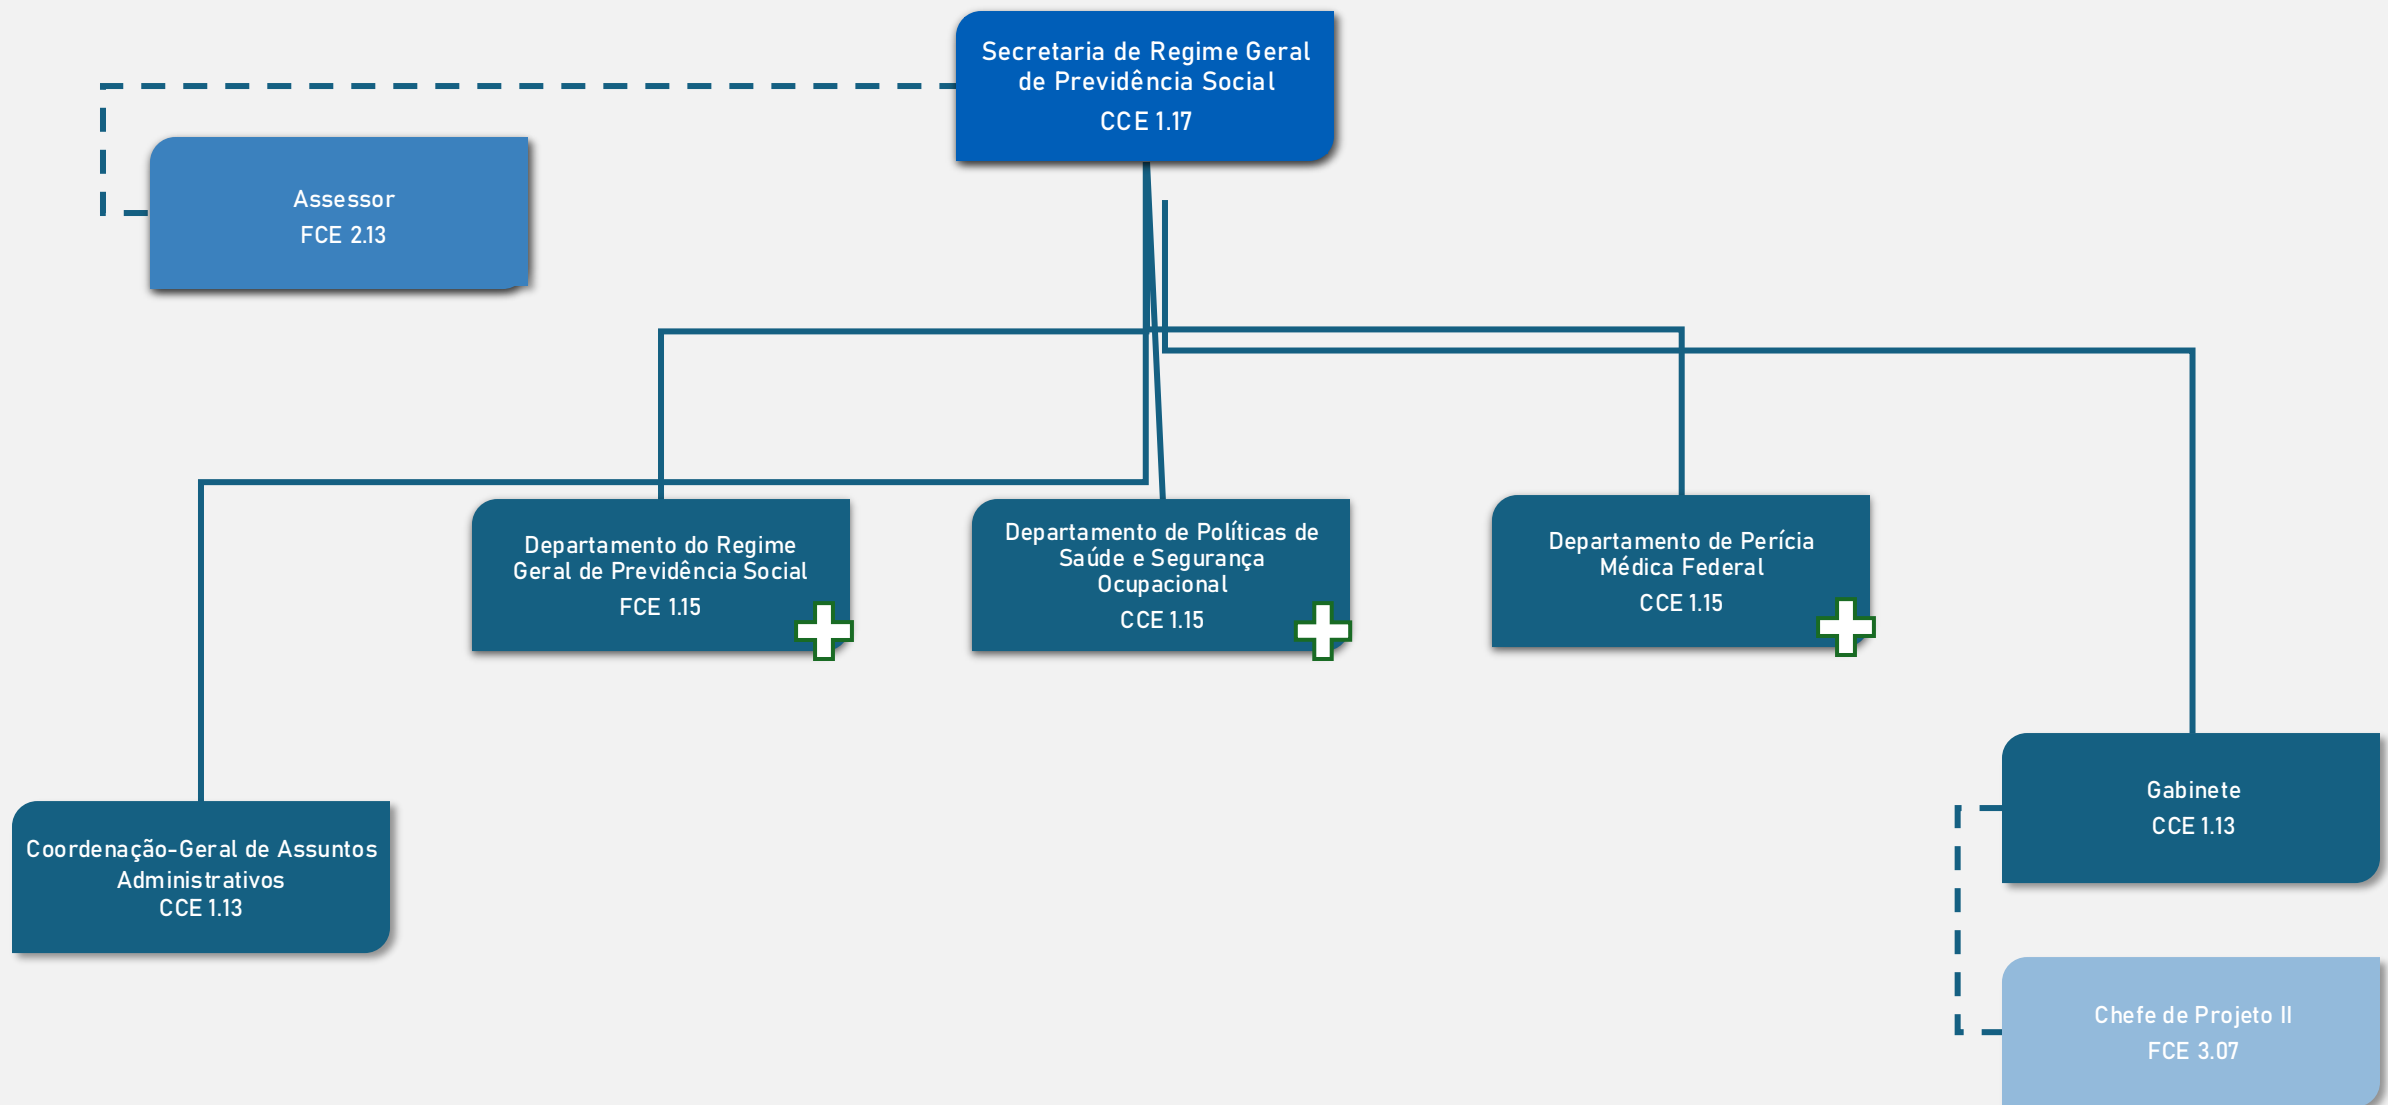 Secretaria de Regime Geral
de Previdência Social
CCE 1.17
Assessor
FCE 2.13
Departamento do Regime
Geral de Previdência Social
FCE 1.15
Departamento de Políticas de
Saúde e Segurança
Ocupacional
CCE 1.15
Departamento de Perícia
Médica Federal
CCE 1.15
Coordenação-Geral de Assuntos
Administrativos
CCE 1.13
Gabinete
CCE 1.13
Chefe de Projeto II
FCE 3.07